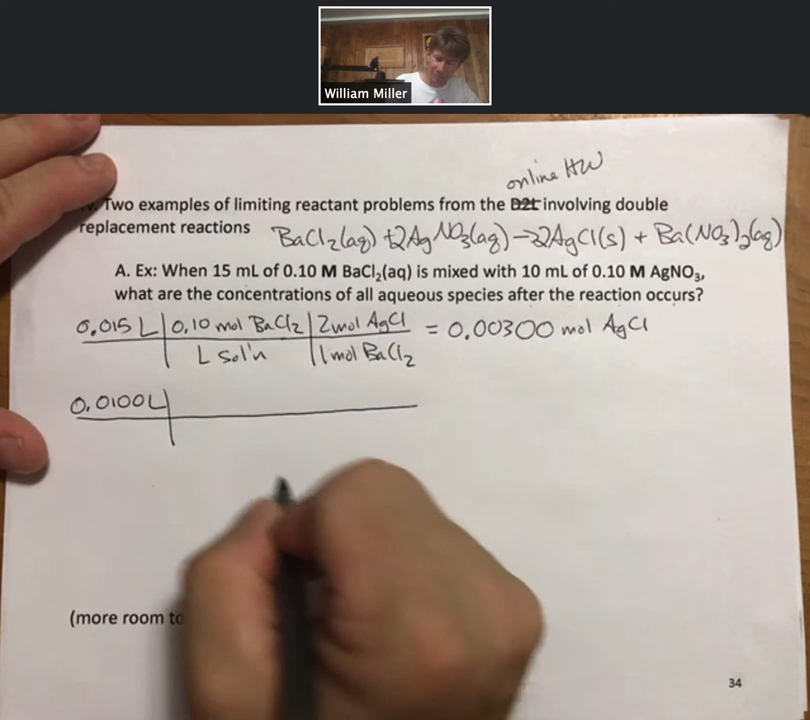 William Miller
online HW
Two examples of limiting reactant problems from the D2L involving double
replacement reactions BaCl₂(aq) + 2AgNO₃(aq) → 2AgCl(s) + Ba(NO₃)₂(aq)
A. Ex: When 15 mL of 0.10 M BaCl₂(aq) is mixed with 10 mL of 0.10 M AgNO₃,
what are the concentrations of all aqueous species after the reaction occurs?
0.015 L | 0.10 mol BaCl₂ | 2 mol AgCl = 0.00300 mol AgCl
L sol'n | 1 mol BaCl₂
0.0100L
(more room to
34